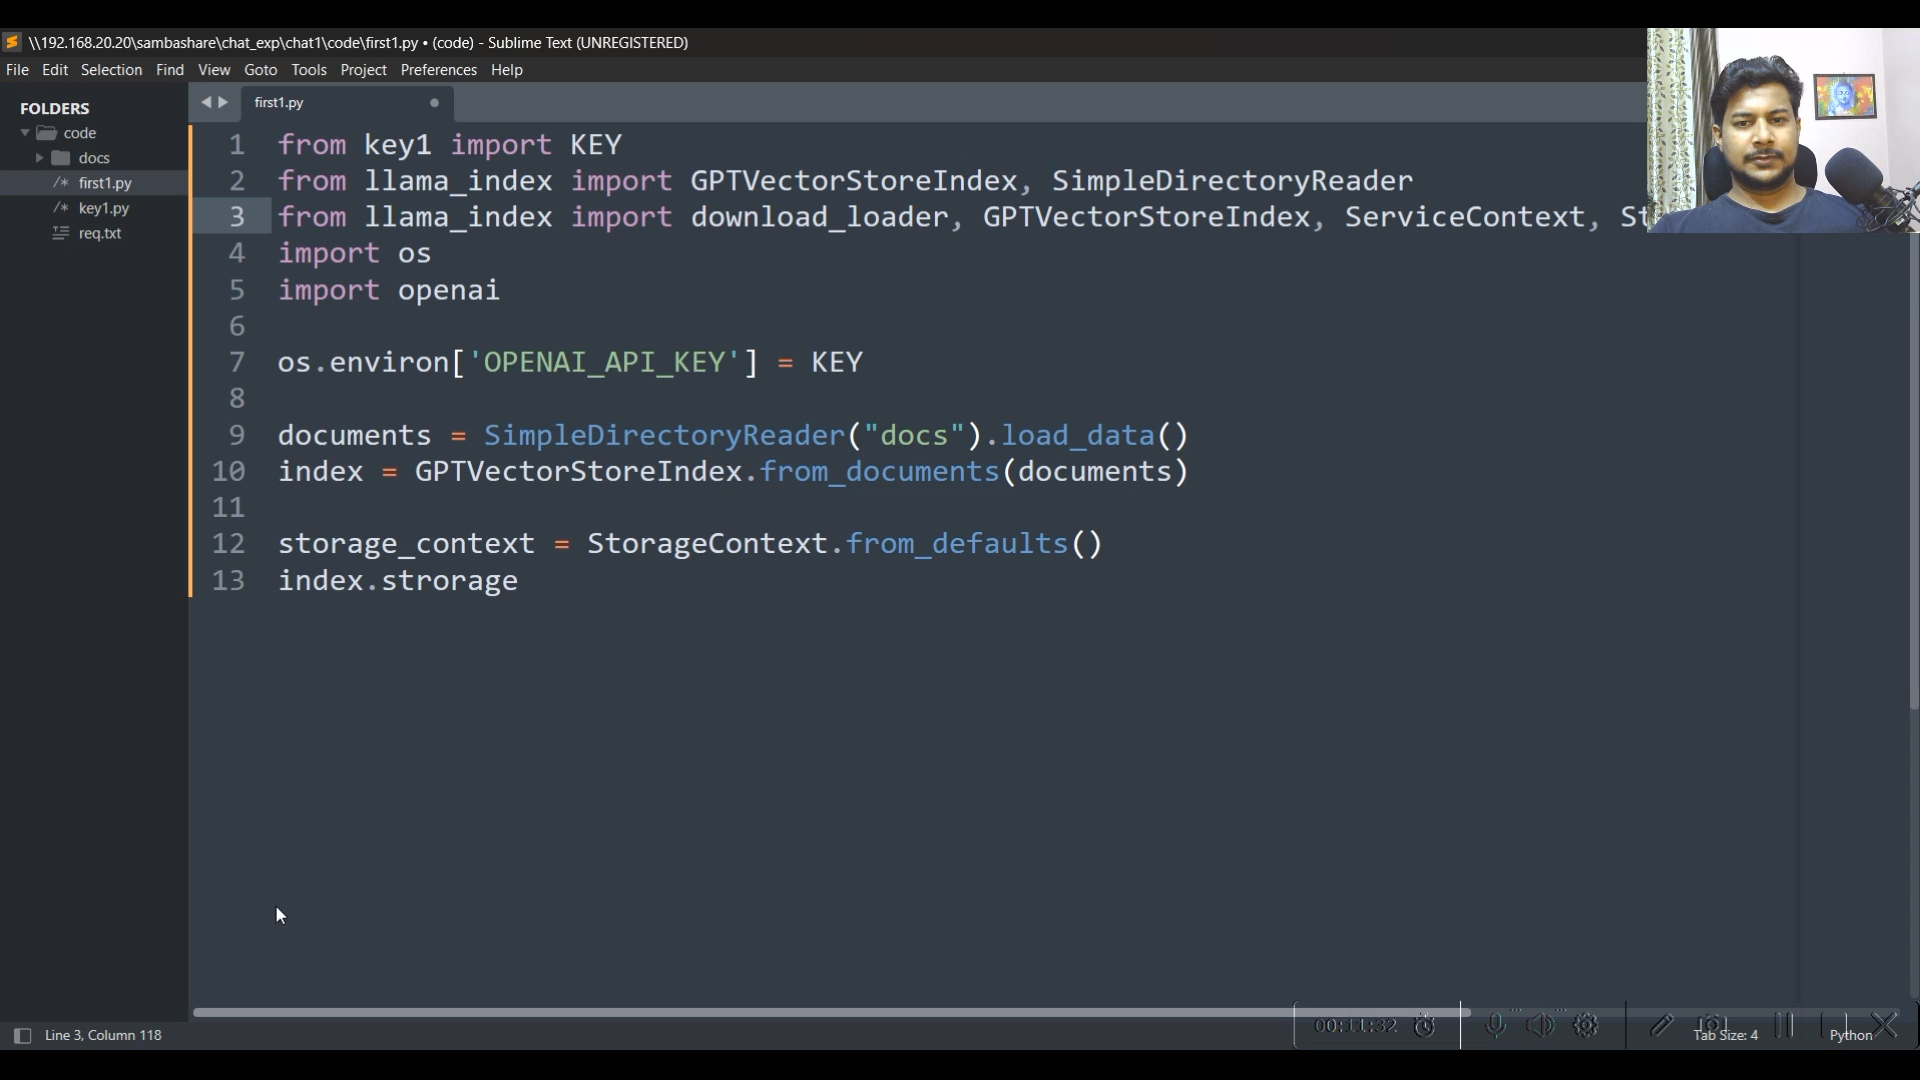 \\192.168.20.20\sambashare\chat_exp\chat1\code\first1.py • (code) - Sublime Text (UNREGISTERED)
File Edit Selection Find View Goto Tools Project Preferences Help
FOLDERS
code
docs
/* first1.py
/* key1.py
req.txt
first1.py
1 from key1 import KEY
2 from llama_index import GPTVectorStoreIndex, SimpleDirectoryReader
3 from llama_index import download_loader, GPTVectorStoreIndex, ServiceContext,
4 import os
5 import openai
6
7 os.environ['OPENAI_API_KEY'] = KEY
8
9 documents = SimpleDirectoryReader("docs").load_data()
10 index = GPTVectorStoreIndex.from_documents(documents)
11
12 storage_context = StorageContext.from_defaults()
13 index.strorage
00:11:32
Line 3, Column 118 Tab Size: 4 Python